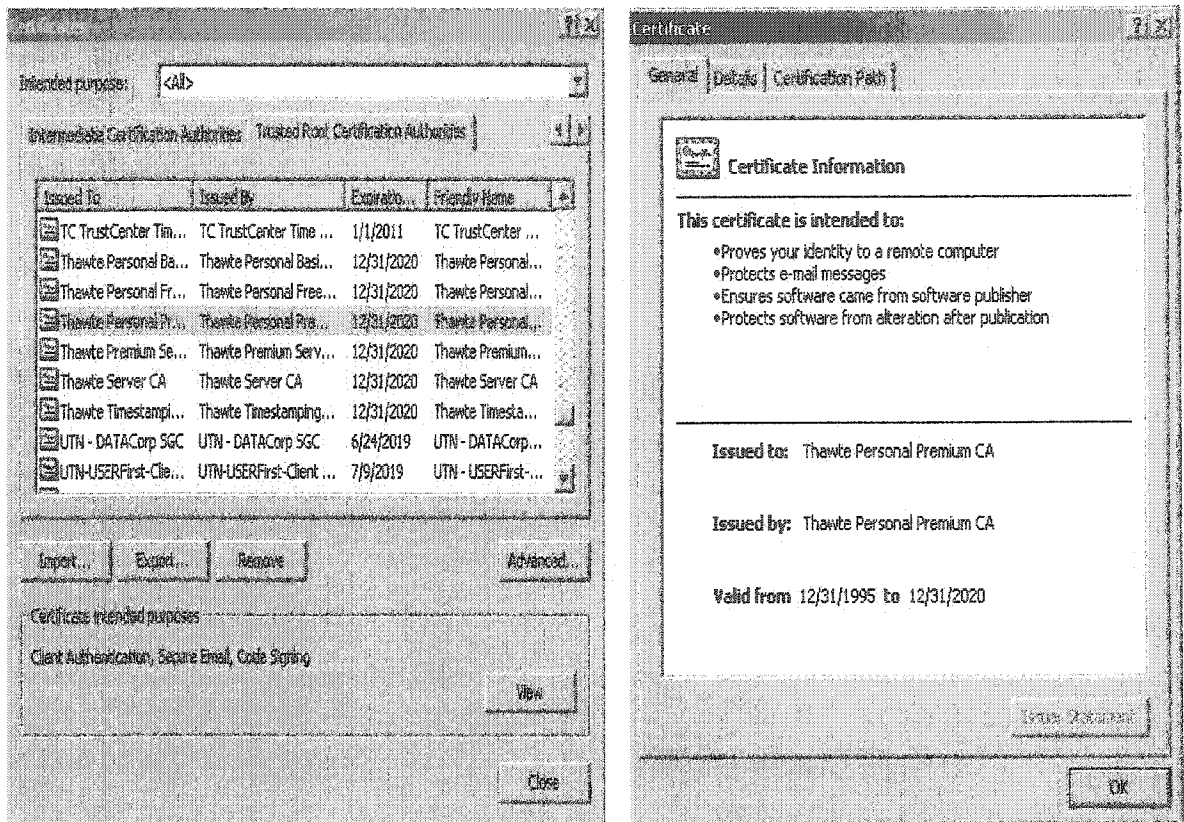 Certificates
Intended purpose: <All>
Intermediate Certification Authorities Trusted Root Certification Authorities
Issued To Issued By Expiratio... Friendly Name
TC TrustCenter Tim... TC TrustCenter Time ... 1/1/2011 TC TrustCenter ...
Thawte Personal Ba... Thawte Personal Basi... 12/31/2020 Thawte Personal...
Thawte Personal Fr... Thawte Personal Free... 12/31/2020 Thawte Personal...
Thawte Personal Pr... Thawte Personal Pre... 12/31/2020 Thawte Personal...
Thawte Premium Se... Thawte Premium Serv... 12/31/2020 Thawte Premium...
Thawte Server CA Thawte Server CA 12/31/2020 Thawte Server CA
Thawte Timestampi... Thawte Timestamping... 12/31/2020 Thawte Timesta...
UTN - DATACorp SGC UTN - DATACorp SGC 6/24/2019 UTN - DATACorp...
UTN-USERFirst-Clie... UTN-USERFirst-Client ... 7/9/2019 UTN - USERFirst-...
Import... Export... Remove Advanced...
Certificate intended purposes
Client Authentication, Secure Email, Code Signing
View
Close
Certificate
General Details Certification Path
Certificate Information
This certificate is intended to:
•Proves your identity to a remote computer
•Protects e-mail messages
•Ensures software came from software publisher
•Protects software from alteration after publication
Issued to: Thawte Personal Premium CA
Issued by: Thawte Personal Premium CA
Valid from 12/31/1995 to 12/31/2020
Issuer Statement
OK